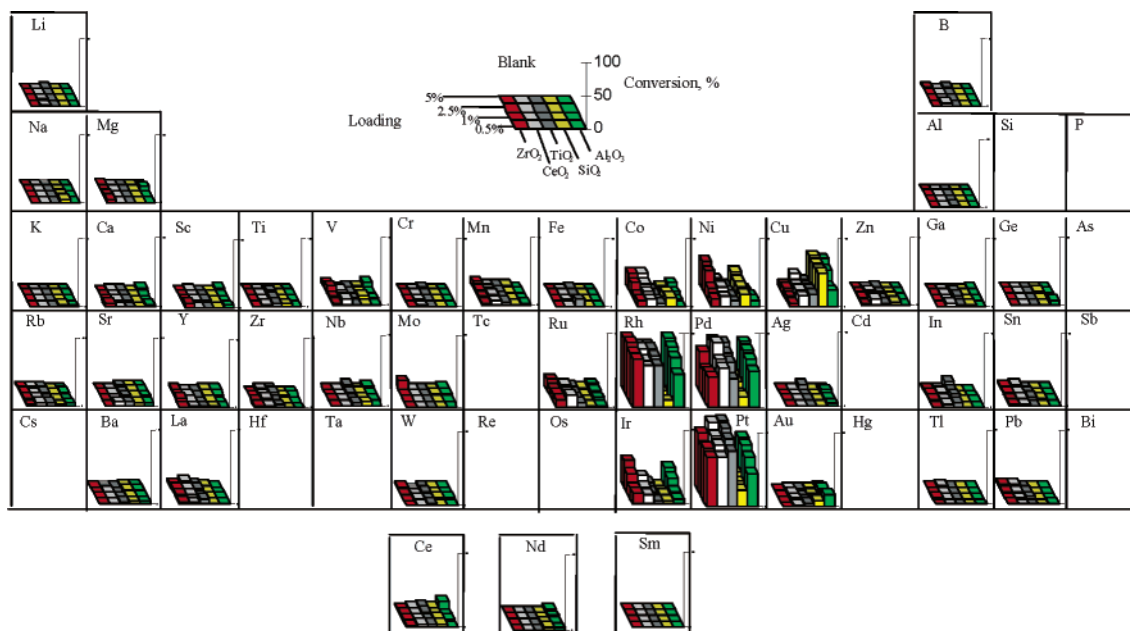 Li
B
Blank
100
50
0
Conversion, %
Loading
5%
2.5%
1%
0.5%
ZrO₂
CeO₂
TiO₂
SiO₂
Al₂O₃
Na Mg
Al Si P
K Ca Sc Ti V Cr Mn Fe Co Ni Cu Zn Ga Ge As
Rb Sr Y Zr Nb Mo Tc Ru Rh Pd Ag Cd In Sn Sb
Cs Ba La Hf Ta W Re Os Ir Pt Au Hg Tl Pb Bi
Ce Nd Sm